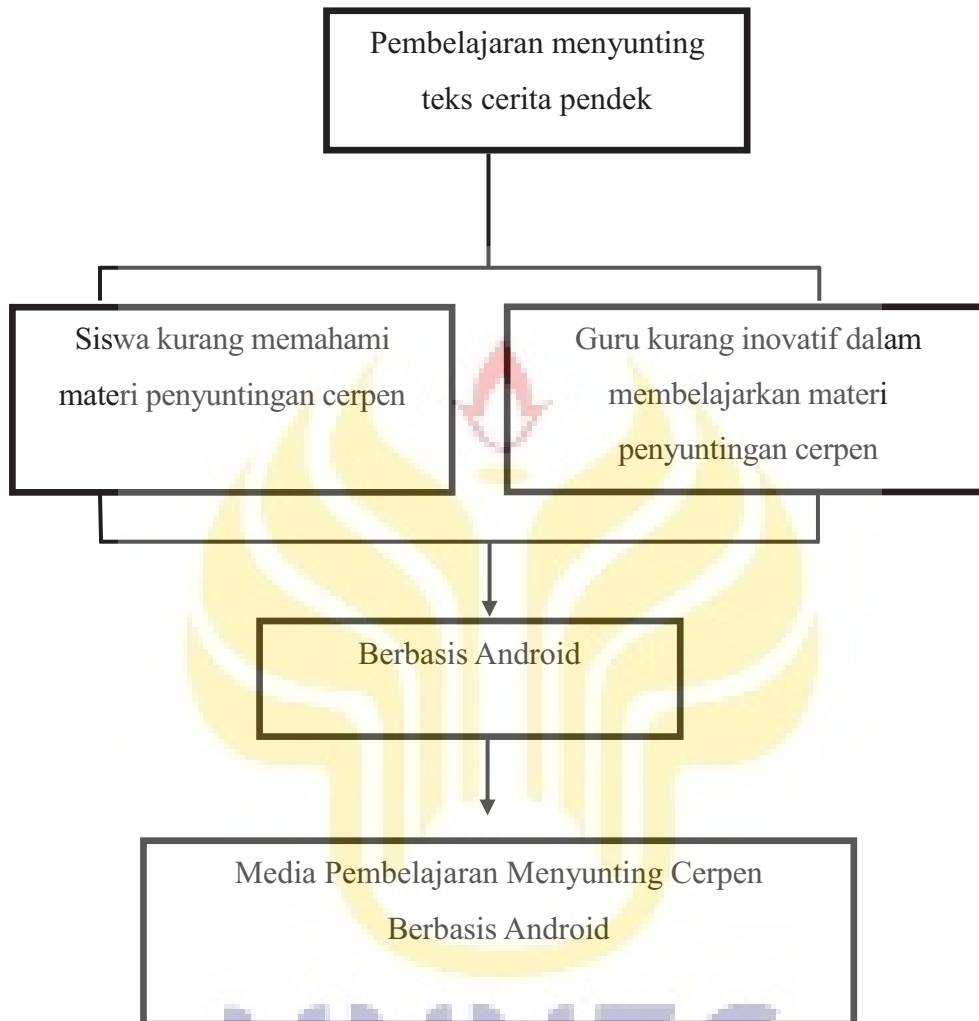 Pembelajaran menyunting
teks cerita pendek
Siswa kurang memahami
materi penyuntingan cerpen
Guru kurang inovatif dalam
membelajarkan materi
penyuntingan cerpen
Berbasis Android
Media Pembelajaran Menyunting Cerpen
Berbasis Android